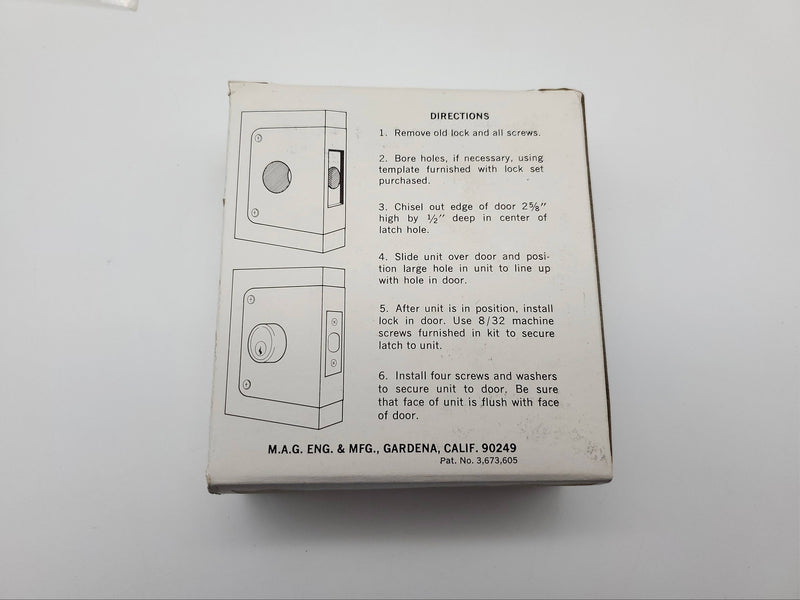 DIRECTIONS
1. Remove old lock and all screws.
2. Bore holes, if necessary, using
template furnished with lock set
purchased.
3. Chisel out edge of door 2⅝″
high by ½″ deep in center of
latch hole.
4. Slide unit over door and posi-
tion large hole in unit to line up
with hole in door.
5. After unit is in position, install
lock in door. Use 8/32 machine
screws furnished in kit to secure
latch to unit.
6. Install four screws and washers
to secure unit to door. Be sure
that face of unit is flush with face
of door.
M.A.G. ENG. & MFG., GARDENA, CALIF. 90249
Pat. No. 3,673,605